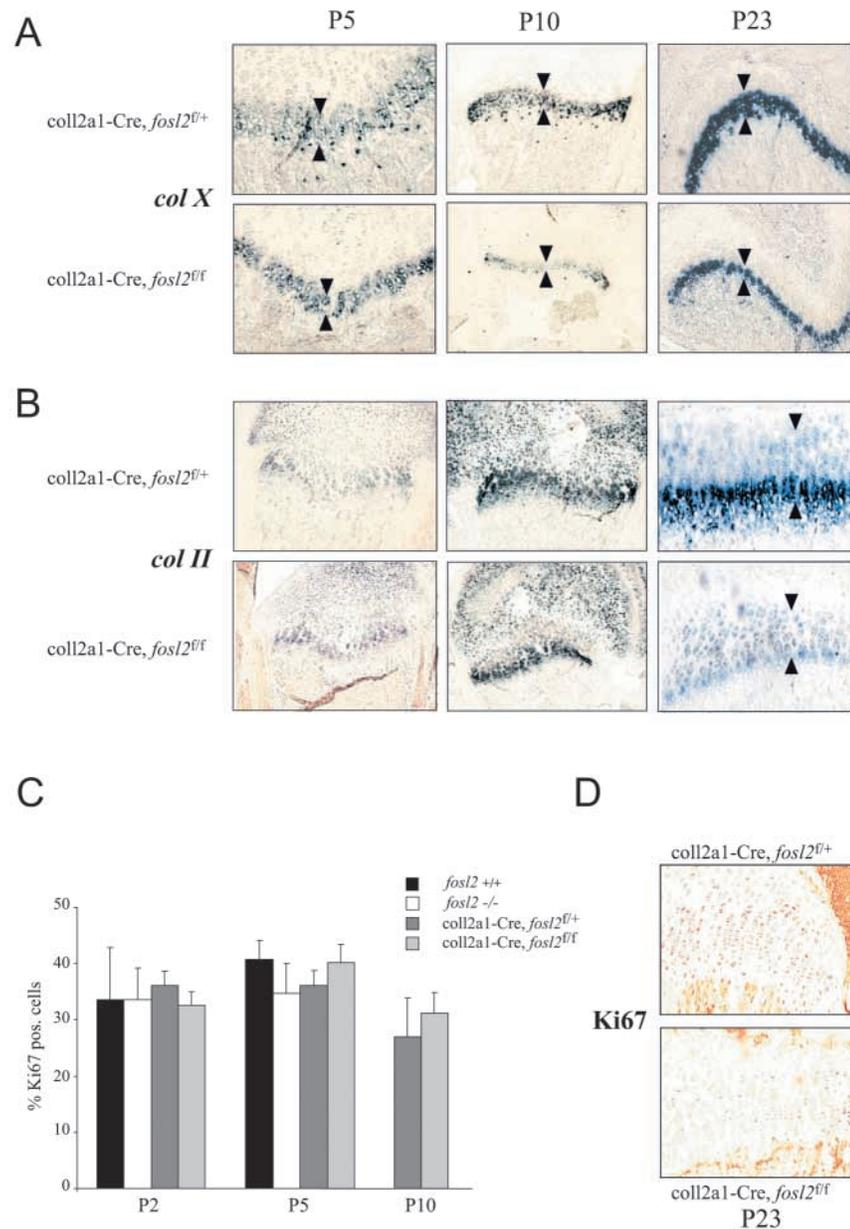 A
P5 P10 P23
coll2a1-Cre, fosl2f/+
col X
coll2a1-Cre, fosl2f/f
B
coll2a1-Cre, fosl2f/+
col II
coll2a1-Cre, fosl2f/f
C
fosl2 +/+
fosl2 -/-
coll2a1-Cre, fosl2f/+
coll2a1-Cre, fosl2f/f
% Ki67 pos. cells
50
40
30
20
10
0
P2 P5 P10
D
coll2a1-Cre, fosl2f/+
Ki67
coll2a1-Cre, fosl2f/f
P23